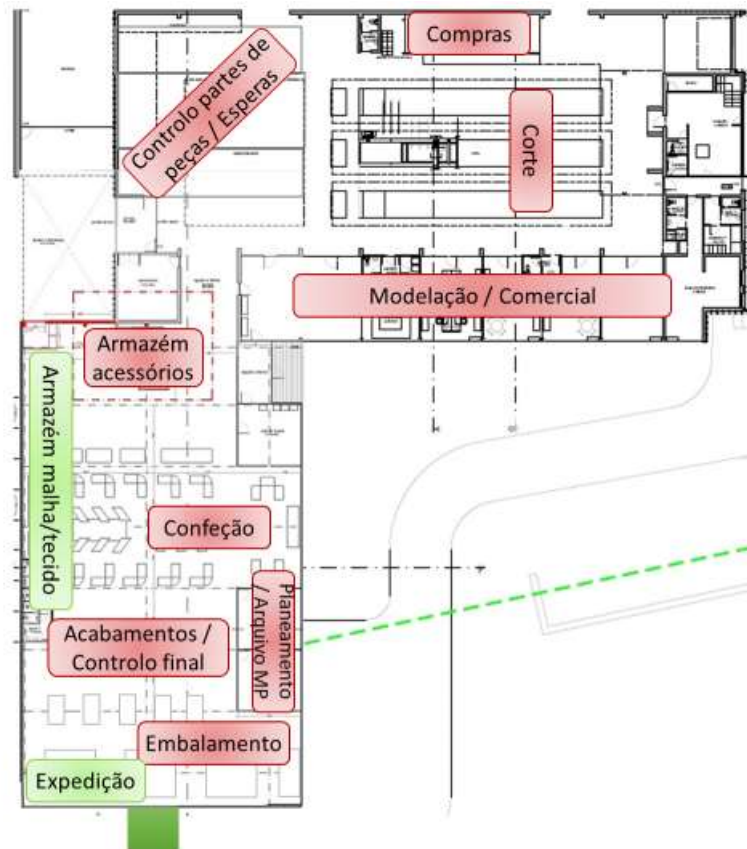 Compras
Controlo partes de
peças / Esperas
Corte
Modelação / Comercial
Armazém
acessórios
Armazém malha/tecido
Confeção
Planeamento
/ Arquivo MP
Acabamentos /
Controlo final
Embalamento
Expedição